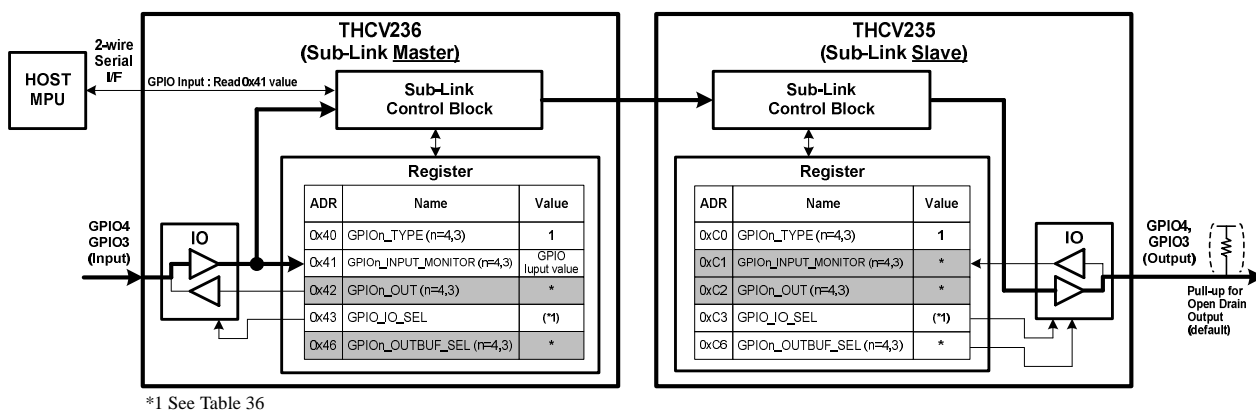 THCV236
(Sub-Link Master)
THCV235
(Sub-Link Slave)
2-wire
Serial
I/F
HOST
MPU
GPIO Input : Read 0x41 value
Sub-Link
Control Block
Sub-Link
Control Block
Register
ADR Name Value
0x40 GPIOn_TYPE (n=4,3) 1
0x41 GPIOn_INPUT_MONITOR (n=4,3) GPIO Iuput value
0x42 GPIOn_OUT (n=4,3) *
0x43 GPIO_IO_SEL (*1)
0x46 GPIOn_OUTBUF_SEL (n=4,3) *
GPIO4
GPIO3
(Input)
IO
Register
ADR Name Value
0xC0 GPIOn_TYPE (n=4,3) 1
0xC1 GPIOn_INPUT_MONITOR (n=4,3) *
0xC2 GPIOn_OUT (n=4,3) *
0xC3 GPIO_IO_SEL (*1)
0xC6 GPIOn_OUTBUF_SEL (n=4,3) *
IO
GPIO4,
GPIO3
(Output)
Pull-up for
Open Drain
Output
(default)
*1 See Table 36